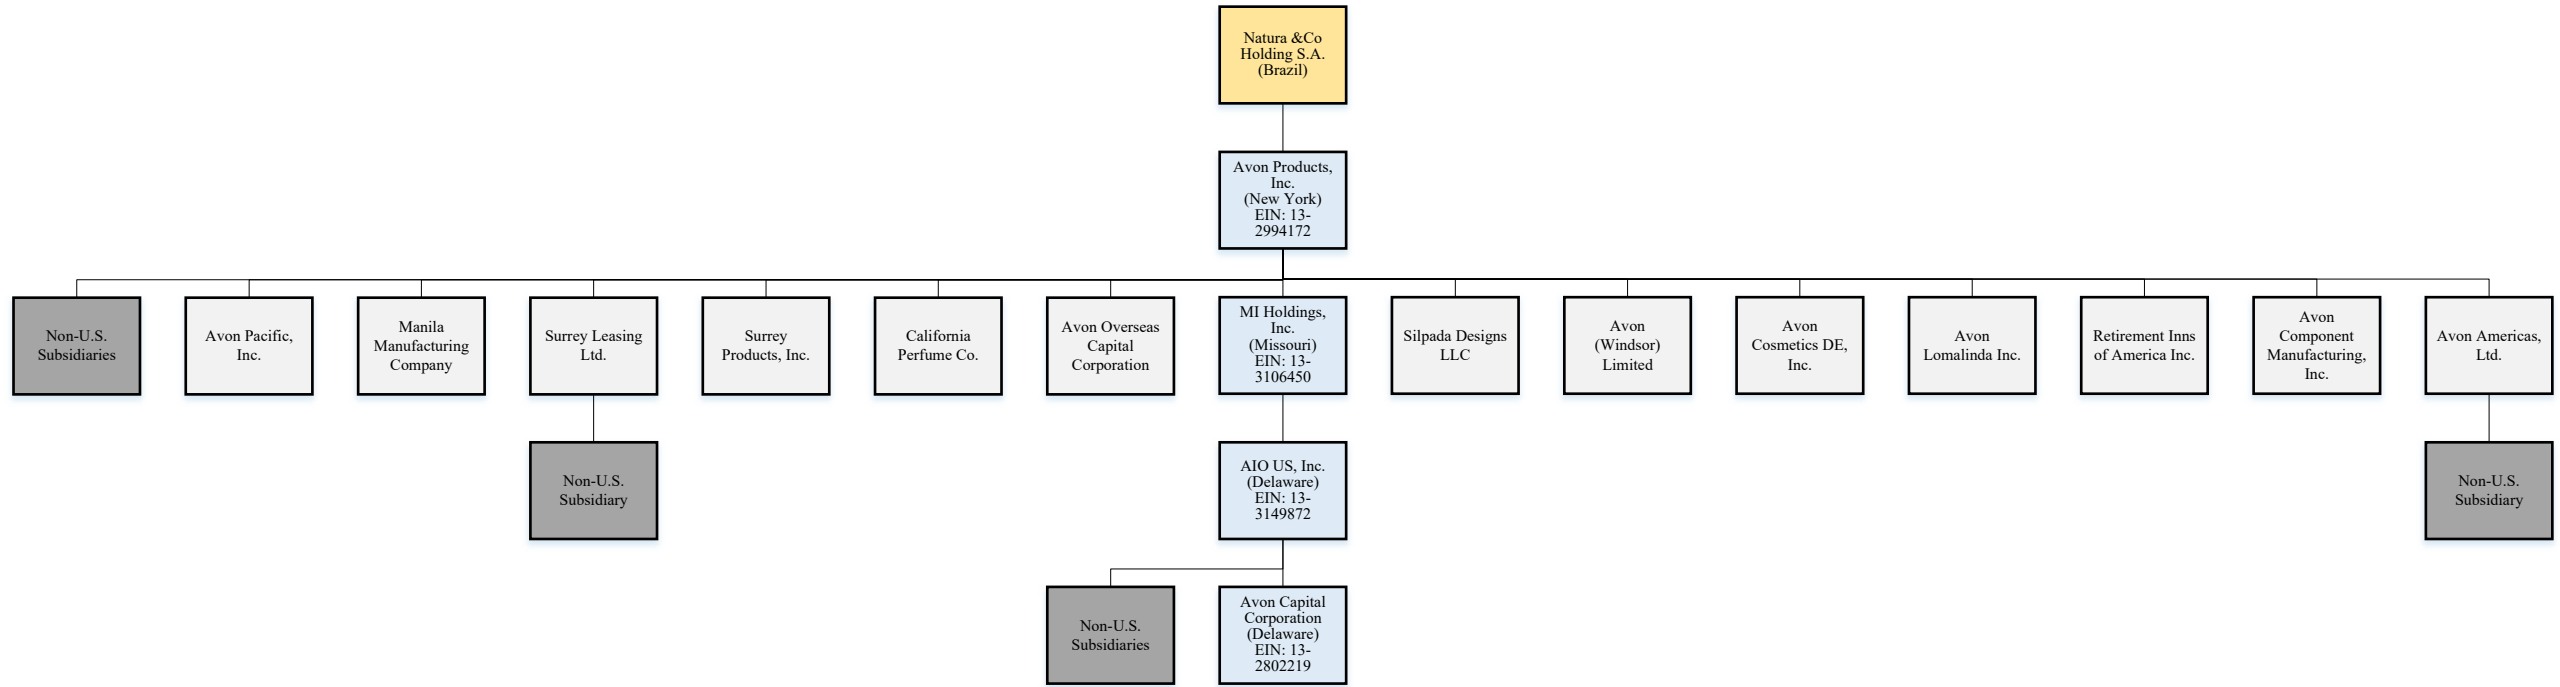 Natura &Co
Holding S.A.
(Brazil)
Avon Products,
Inc.
(New York)
EIN: 13-
2994172
Non-U.S.
Subsidiaries
Avon Pacific,
Inc.
Manila
Manufacturing
Company
Surrey Leasing
Ltd.
Surrey
Products, Inc.
California
Perfume Co.
Avon Overseas
Capital
Corporation
MI Holdings,
Inc.
(Missouri)
EIN: 13-
3106450
Silpada Designs
LLC
Avon
(Windsor)
Limited
Avon
Cosmetics DE,
Inc.
Avon
Lomalinda Inc.
Retirement Inns
of America Inc.
Avon
Component
Manufacturing,
Inc.
Avon Americas,
Ltd.
Non-U.S.
Subsidiary
AIO US, Inc.
(Delaware)
EIN: 13-
3149872
Non-U.S.
Subsidiary
Non-U.S.
Subsidiaries
Avon Capital
Corporation
(Delaware)
EIN: 13-
2802219